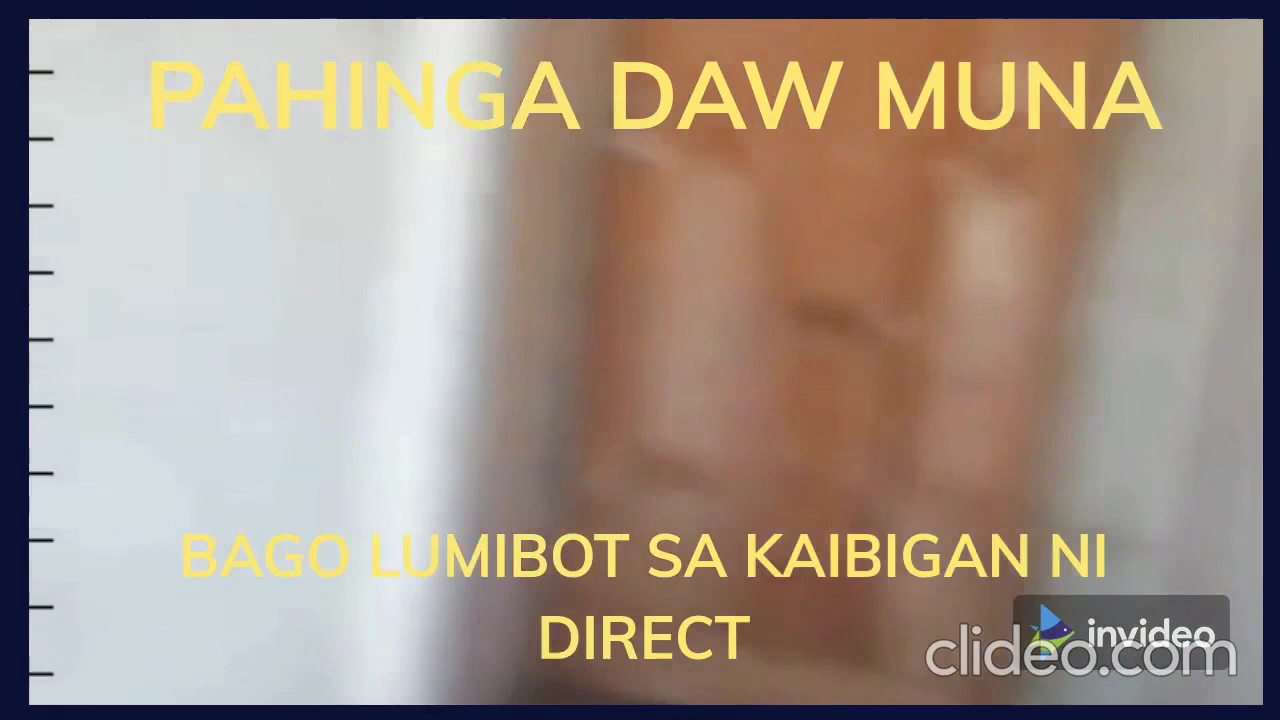 PAHINGA DAW MUNA
BAGO LUMIBOT SA KAIBIGAN NI
DIRECT
invideo
clideo.com